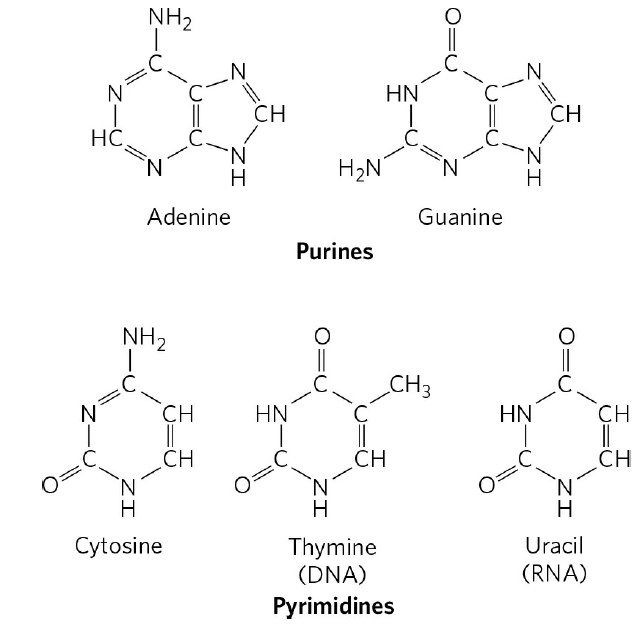 NH2 O
C N C N
N C HN C
CH CH
HC C C C
N N H2N N N
H H
Adenine Guanine
Purines
NH2 O O
C C CH3 C
N CH HN C HN CH
C CH C CH C CH
O N O N O N
H H H
Cytosine Thymine Uracil
(DNA) (RNA)
Pyrimidines